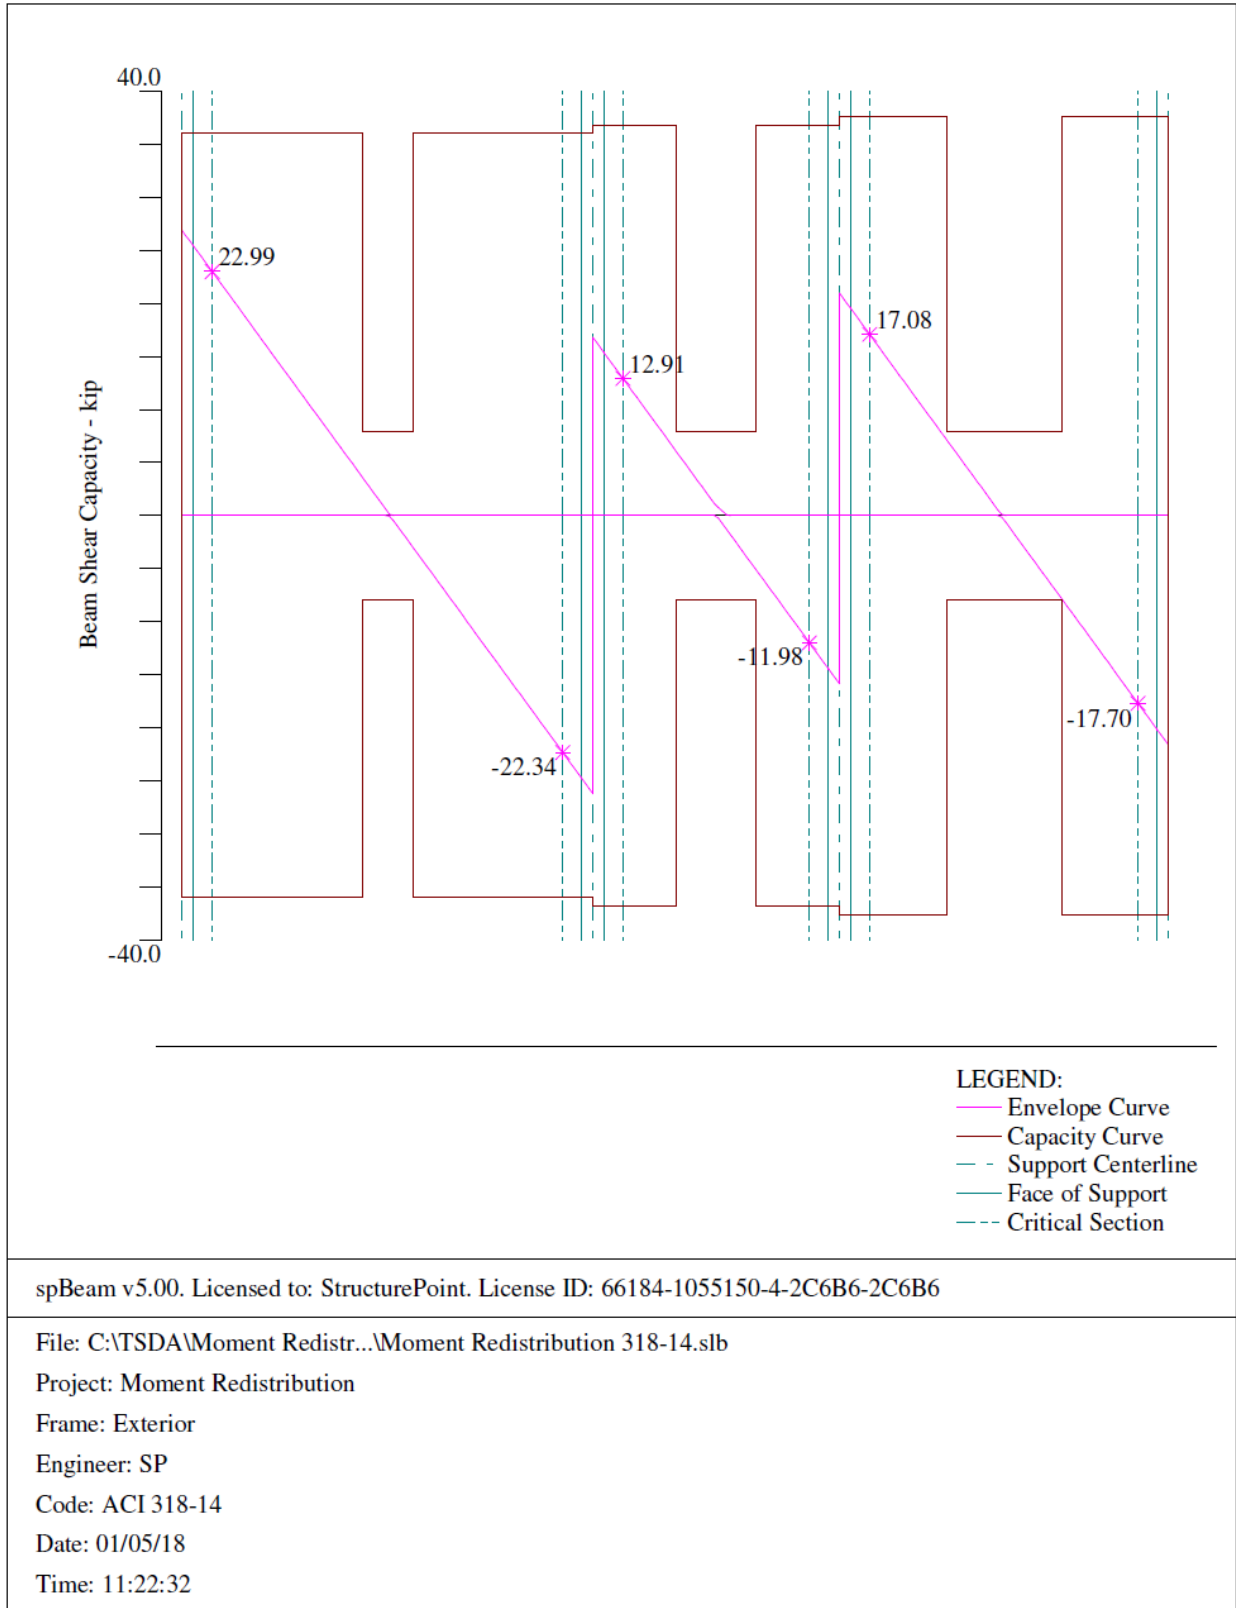 40.0
22.99
17.08
12.91
Beam Shear Capacity - kip
-11.98
-17.70
-22.34
-40.0
LEGEND:
Envelope Curve
Capacity Curve
Support Centerline
Face of Support
Critical Section
spBeam v5.00. Licensed to: StructurePoint. License ID: 66184-1055150-4-2C6B6-2C6B6
File: C:\TSDA\Moment Redistr...\Moment Redistribution 318-14.slb
Project: Moment Redistribution
Frame: Exterior
Engineer: SP
Code: ACI 318-14
Date: 01/05/18
Time: 11:22:32